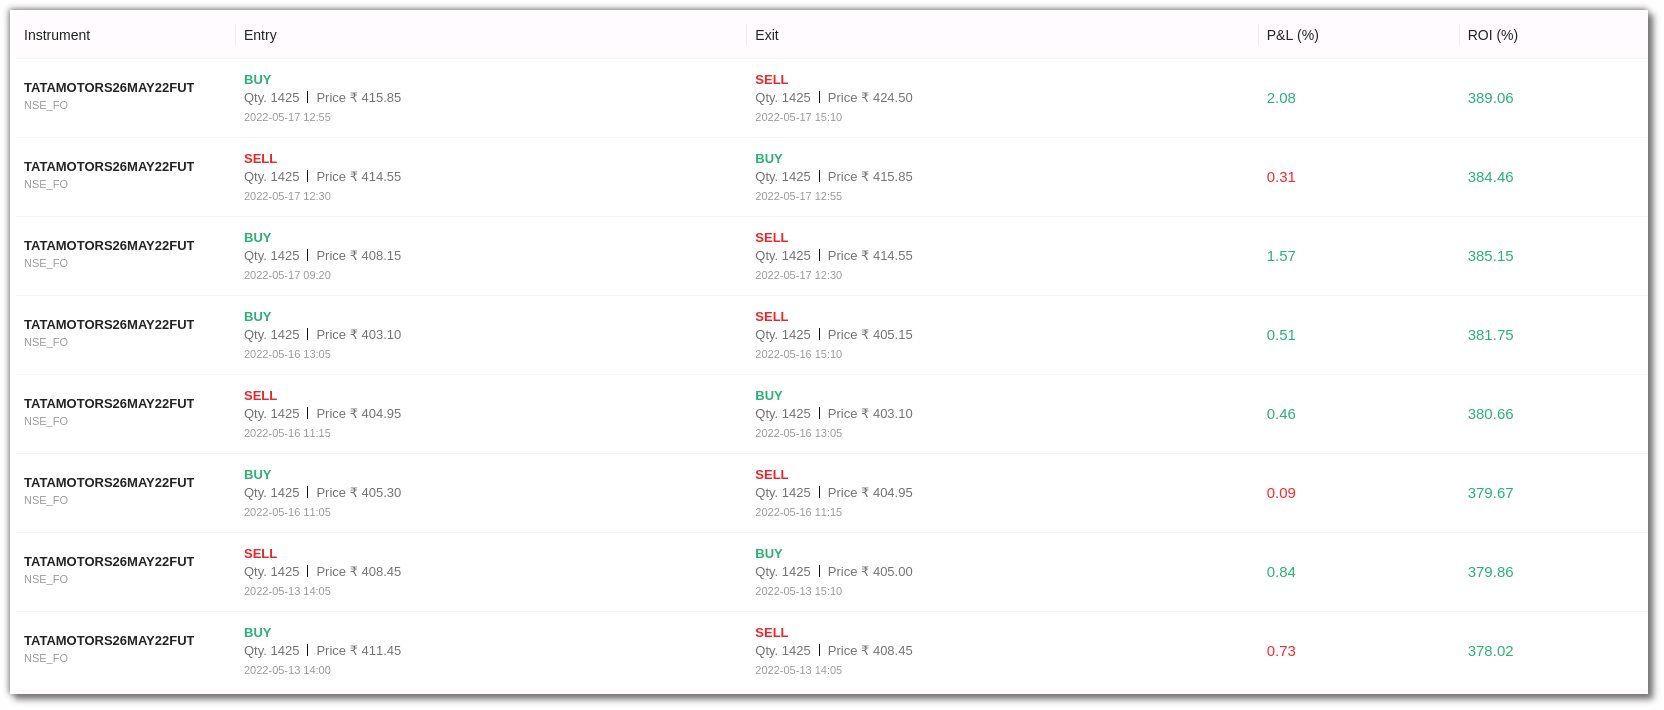 Instrument Entry Exit P&L (%) ROI (%)
BUY SELL
TATAMOTORS26MAY22FUT Qty. 1425 | Price ₹ 415.85 Qty. 1425 | Price ₹ 424.50 2.08 389.06
NSE_FO 2022-05-17 12:55 2022-05-17 15:10
SELL BUY
TATAMOTORS26MAY22FUT Qty. 1425 | Price ₹ 414.55 Qty. 1425 | Price ₹ 415.85 0.31 384.46
NSE_FO 2022-05-17 12:30 2022-05-17 12:55
BUY SELL
TATAMOTORS26MAY22FUT Qty. 1425 | Price ₹ 408.15 Qty. 1425 | Price ₹ 414.55 1.57 385.15
NSE_FO 2022-05-17 09:20 2022-05-17 12:30
BUY SELL
TATAMOTORS26MAY22FUT Qty. 1425 | Price ₹ 403.10 Qty. 1425 | Price ₹ 405.15 0.51 381.75
NSE_FO 2022-05-16 13:05 2022-05-16 15:10
SELL BUY
TATAMOTORS26MAY22FUT Qty. 1425 | Price ₹ 404.95 Qty. 1425 | Price ₹ 403.10 0.46 380.66
NSE_FO 2022-05-16 11:15 2022-05-16 13:05
BUY SELL
TATAMOTORS26MAY22FUT Qty. 1425 | Price ₹ 405.30 Qty. 1425 | Price ₹ 404.95 0.09 379.67
NSE_FO 2022-05-16 11:05 2022-05-16 11:15
SELL BUY
TATAMOTORS26MAY22FUT Qty. 1425 | Price ₹ 408.45 Qty. 1425 | Price ₹ 405.00 0.84 379.86
NSE_FO 2022-05-13 14:05 2022-05-13 15:10
BUY SELL
TATAMOTORS26MAY22FUT Qty. 1425 | Price ₹ 411.45 Qty. 1425 | Price ₹ 408.45 0.73 378.02
NSE_FO 2022-05-13 14:00 2022-05-13 14:05